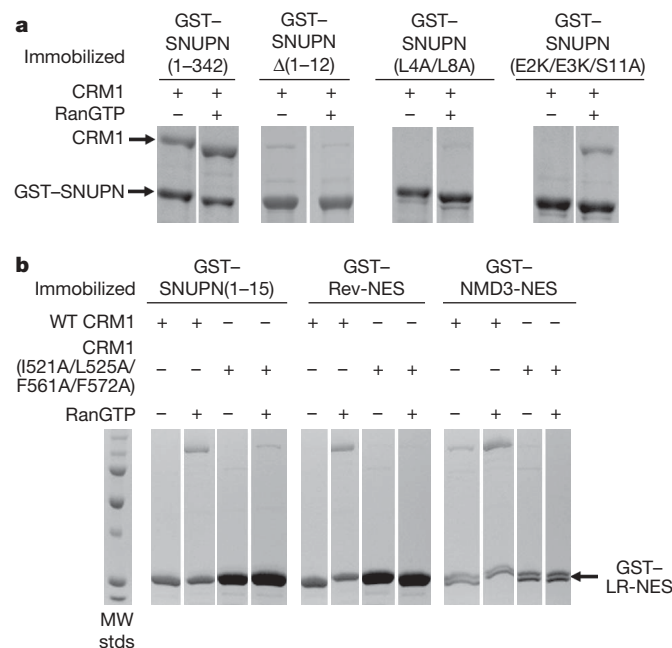 a
Immobilized GST– SNUPN (1–342) GST– SNUPN Δ(1–12) GST– SNUPN (L4A/L8A) GST– SNUPN (E2K/E3K/S11A)
CRM1 + + + + + + + +
RanGTP – + – + – + – +
CRM1
GST–SNUPN
b
Immobilized GST– SNUPN(1–15) GST– Rev-NES GST– NMD3-NES
WT CRM1 + + – – + + – – + + – –
CRM1
(I521A/L525A/ – – + + – – + + – – + +
F561A/F572A)
RanGTP – + – + – + – + – + – +
GST–
LR-NES
MW
stds